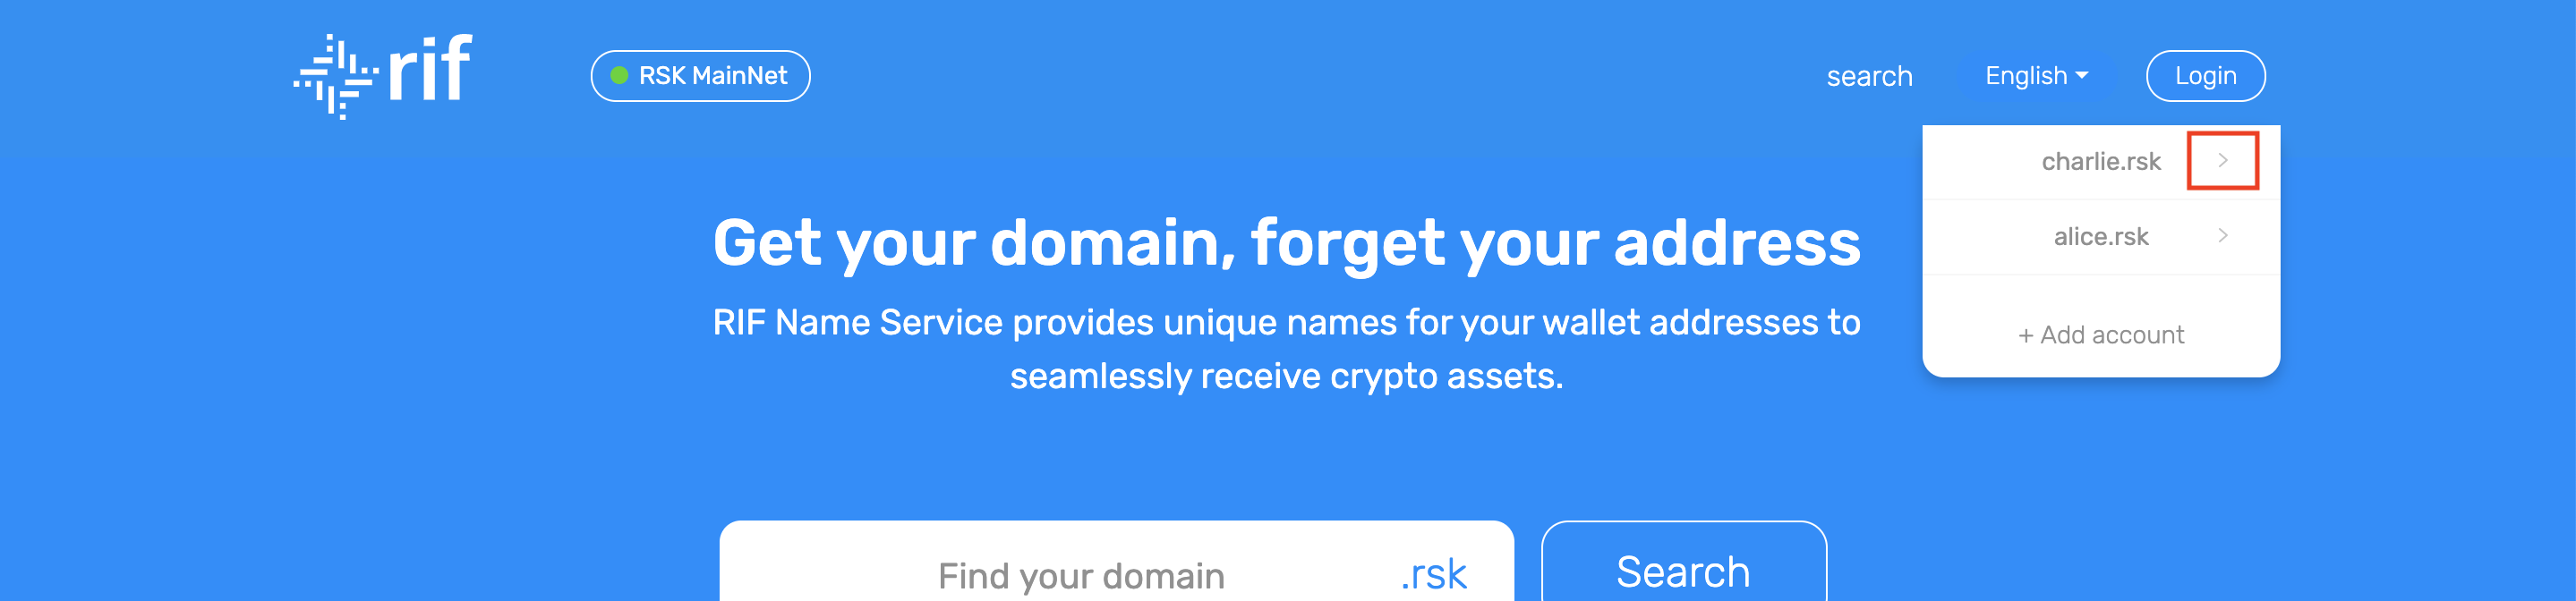 rif
RSK MainNet
search
English
Login
charlie.rsk
alice.rsk
+ Add account
Get your domain, forget your address
RIF Name Service provides unique names for your wallet addresses to
seamlessly receive crypto assets.
Find your domain
.rsk
Search